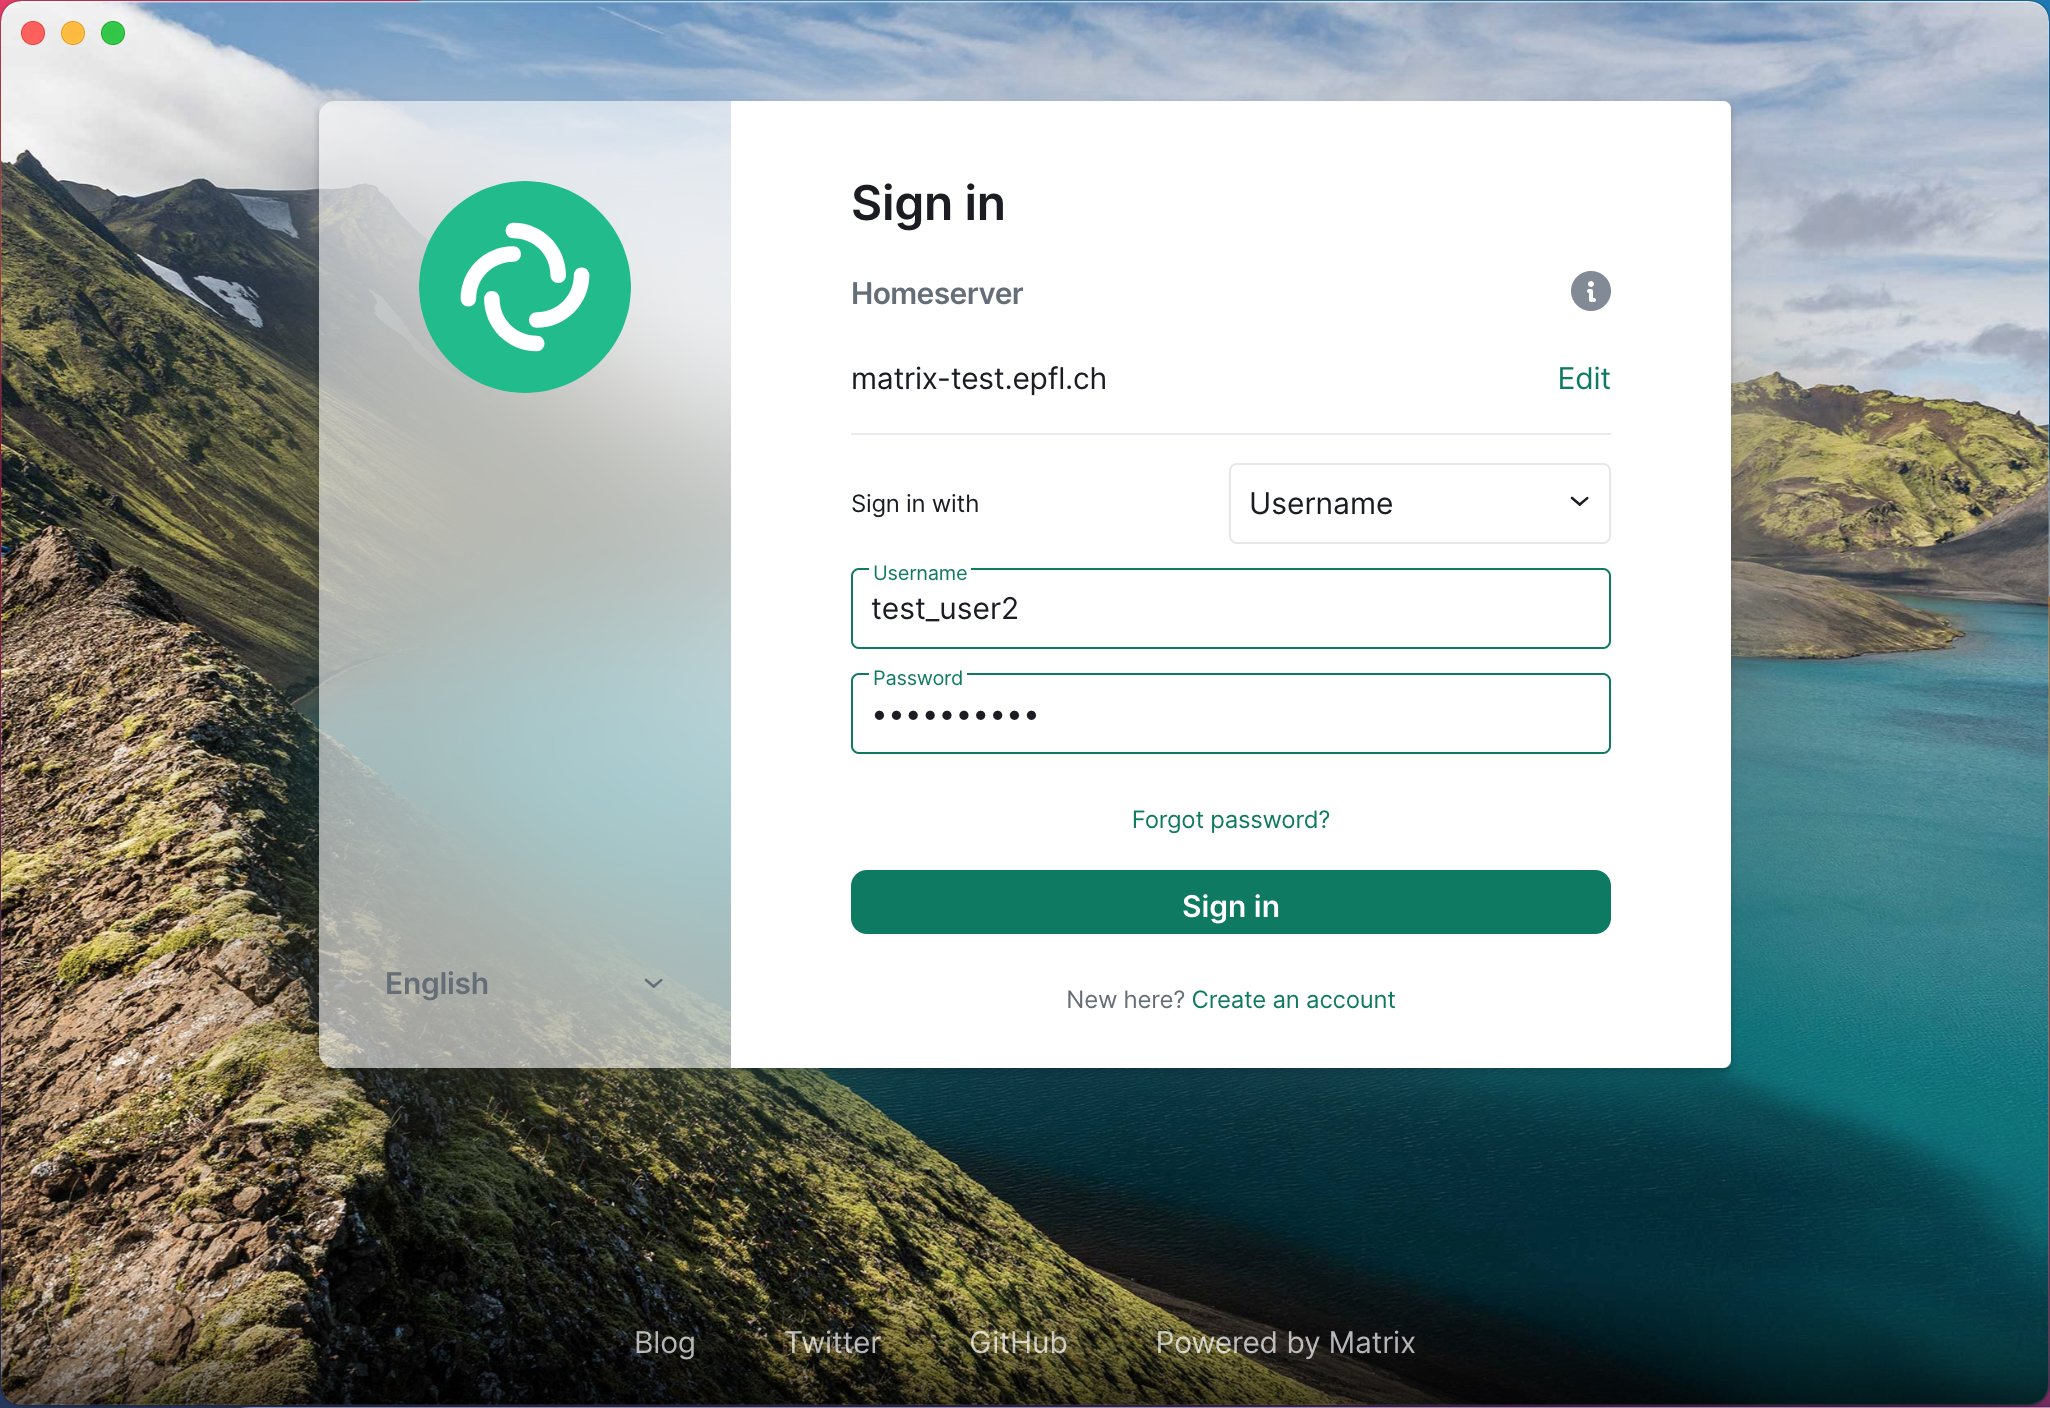 Sign in
Homeserver
matrix-test.epfl.ch
Edit
Sign in with
Username
Username
test_user2
Password
••••••••••
Forgot password?
Sign in
New here? Create an account
English
Blog
Twitter
GitHub
Powered by Matrix